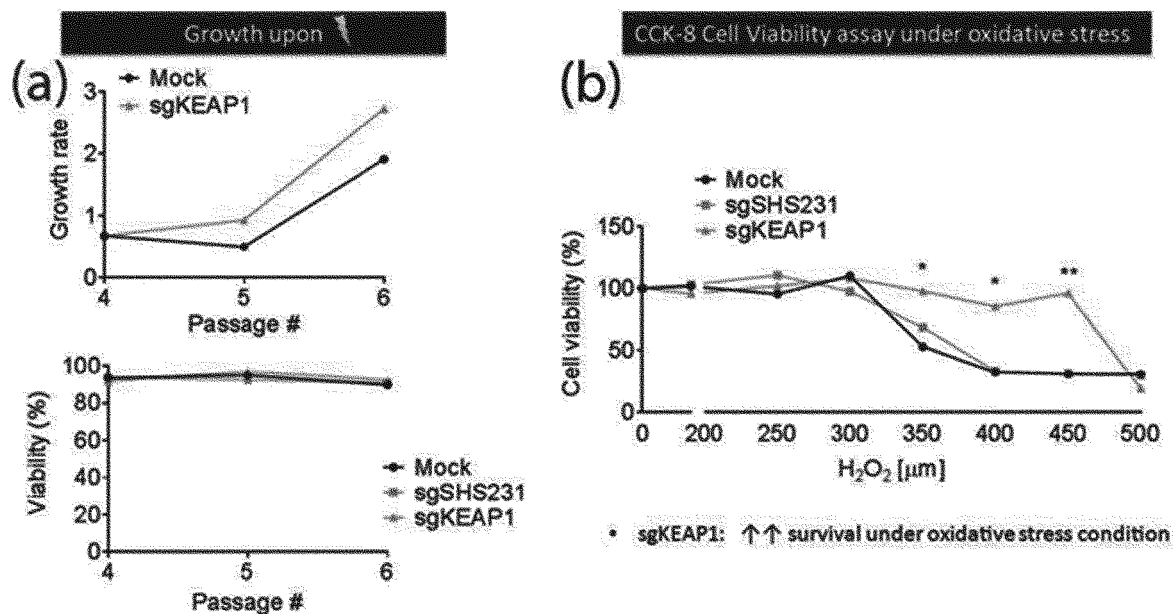 Growth upon
CCK-8 Cell Viability assay under oxidative stress
(a)
Mock
sgKEAP1
3
2
1
0
Growth rate
4 5 6
Passage #
100
80
60
40
20
0
Viability (%)
Mock
sgSHS231
sgKEAP1
4 5 6
Passage #
(b)
Mock
sgSHS231
sgKEAP1
150
100
50
0
Cell viability (%)
* * **
0 200 250 300 350 400 450 500
H₂O₂ [µm]
• sgKEAP1: ↑↑ survival under oxidative stress condition